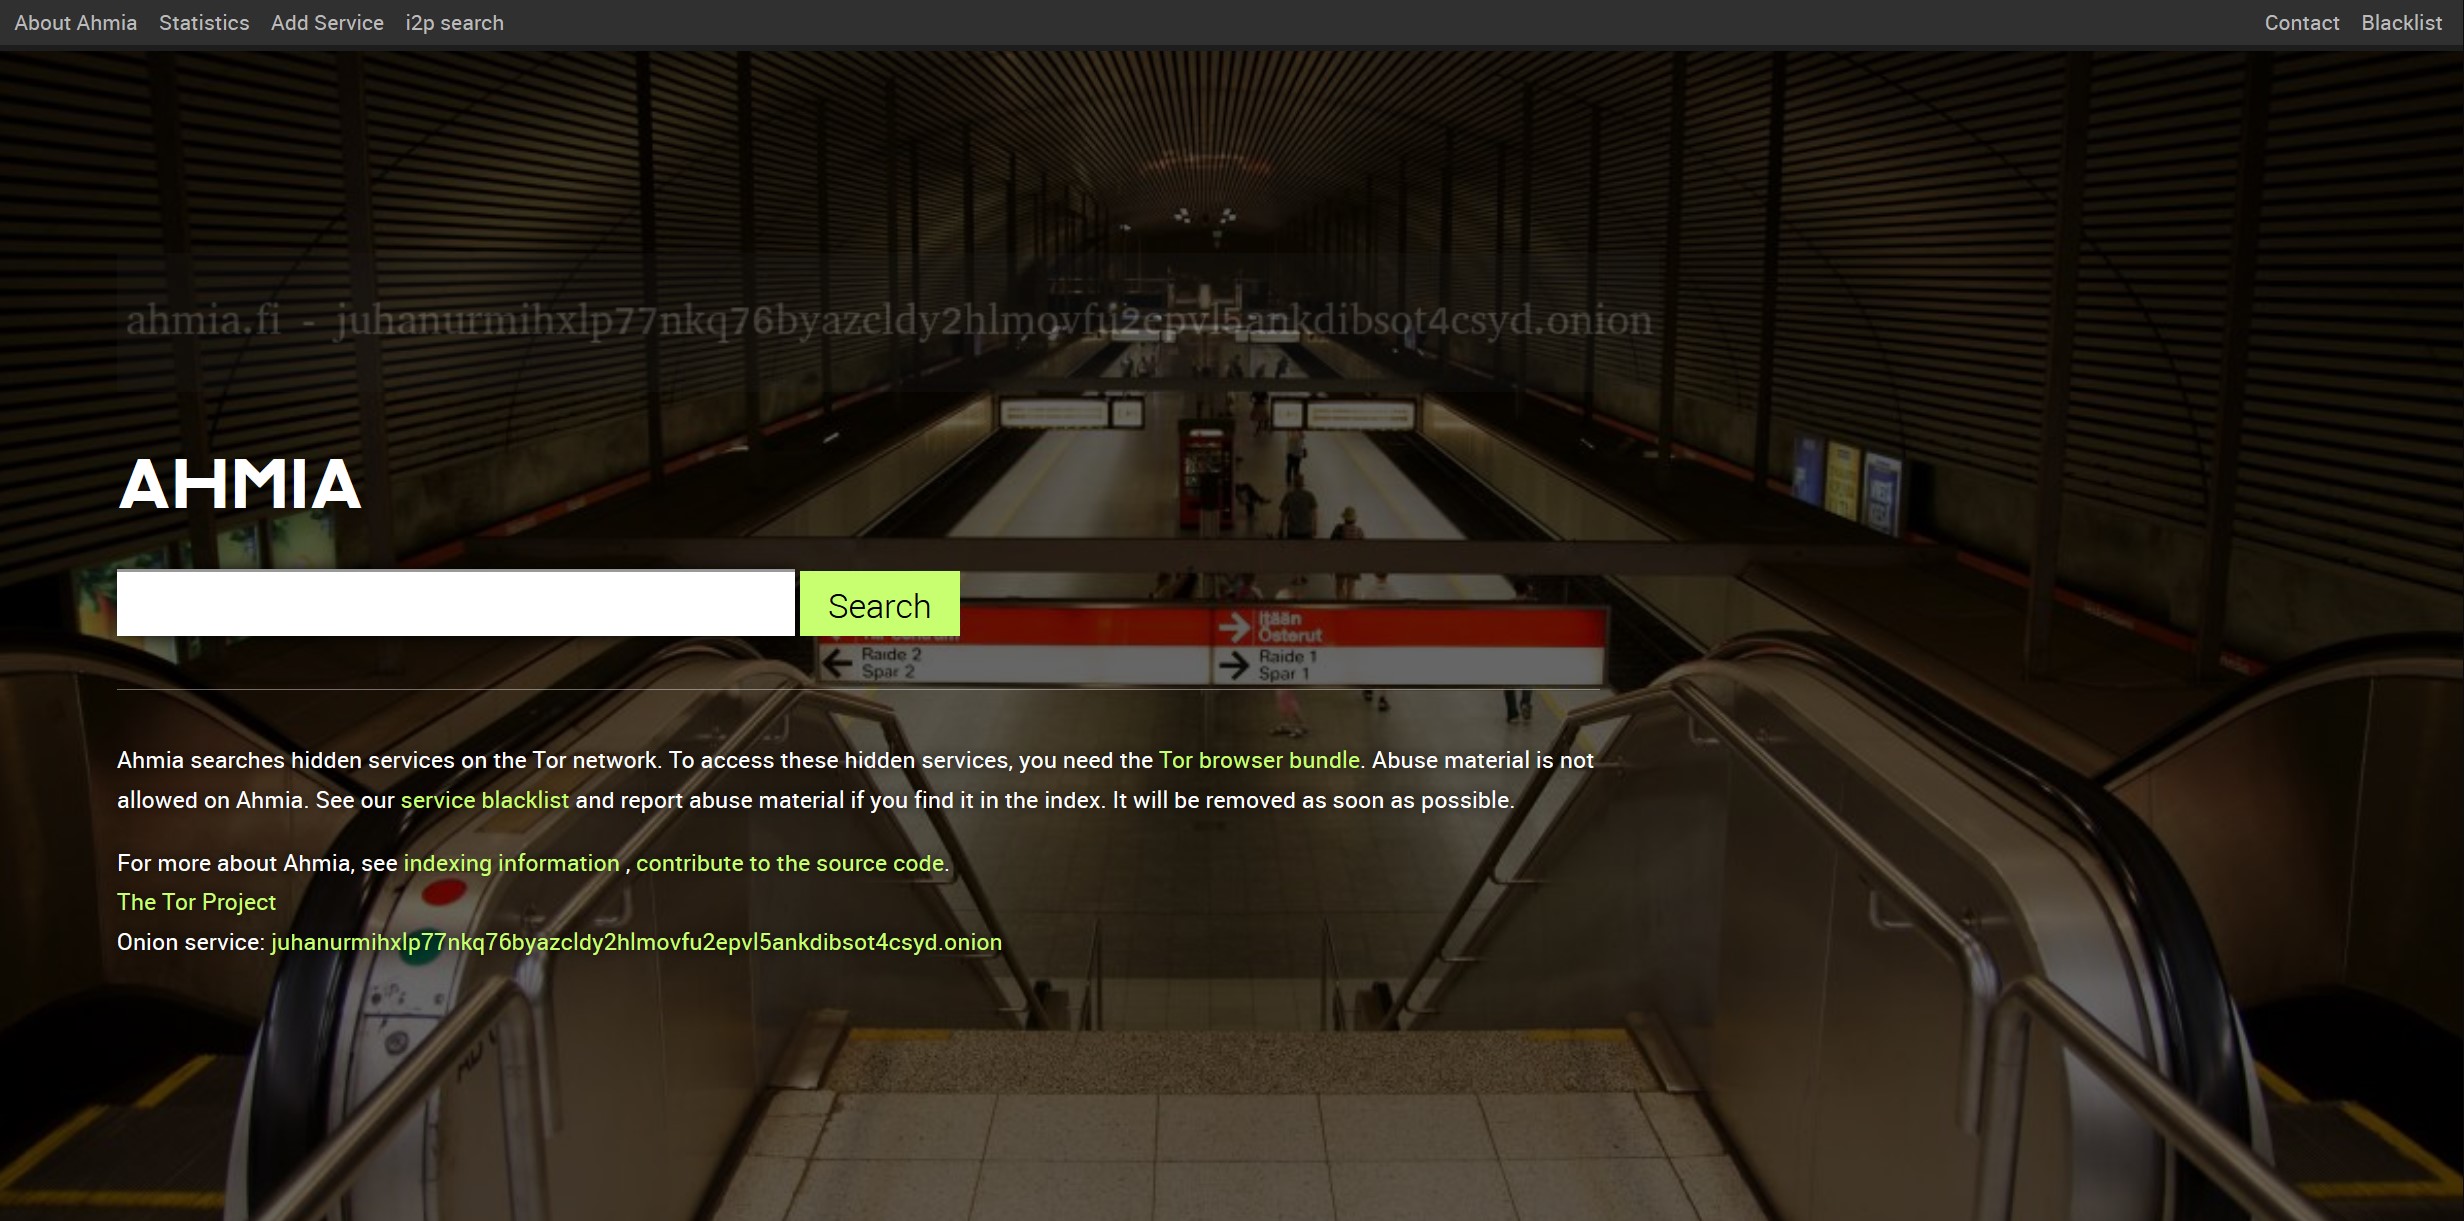 About Ahmia Statistics Add Service i2p search Contact Blacklist
ahmia.fi - juhanurmihxlp77nkq76byazcldy2hlmovfu2epvl5ankdibsot4csyd.onion
AHMIA
Search
Itään
Österut
Raide 2
Spar 2
Raide 1
Spar 1
Ahmia searches hidden services on the Tor network. To access these hidden services, you need the Tor browser bundle. Abuse material is not
allowed on Ahmia. See our service blacklist and report abuse material if you find it in the index. It will be removed as soon as possible.
For more about Ahmia, see indexing information , contribute to the source code.
The Tor Project
Onion service: juhanurmihxlp77nkq76byazcldy2hlmovfu2epvl5ankdibsot4csyd.onion